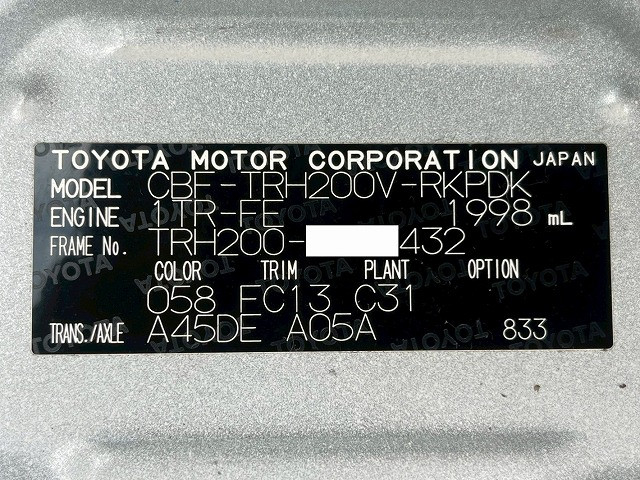 TOYOTA MOTOR CORPORATION JAPAN
MODEL CBF-TRH200V-RKPDK
ENGINE 1TR-FE 1998 mL
FRAME No. TRH200- 432
COLOR TRIM PLANT OPTION
058 FC13 C31
TRANS./AXLE A45DE A05A 833